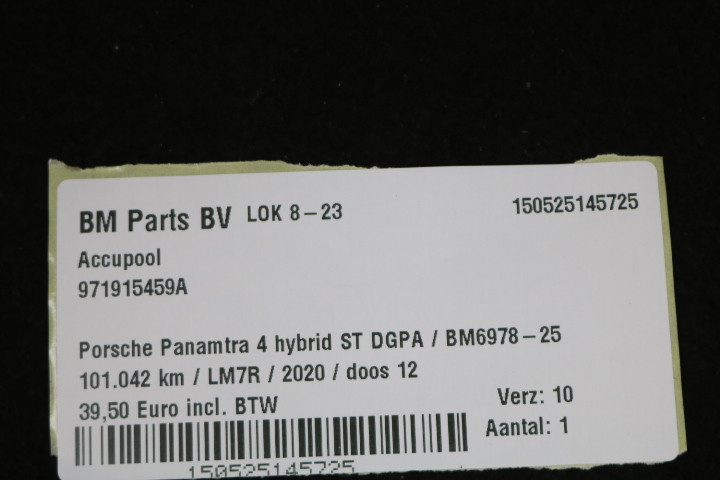 BM Parts BV LOK 8-23 150525145725
Accupool
971915459A
Porsche Panamtra 4 hybrid ST DGPA / BM6978-25
101.042 km / LM7R / 2020 / doos 12
39,50 Euro incl. BTW Verz: 10
Aantal: 1
150525145725